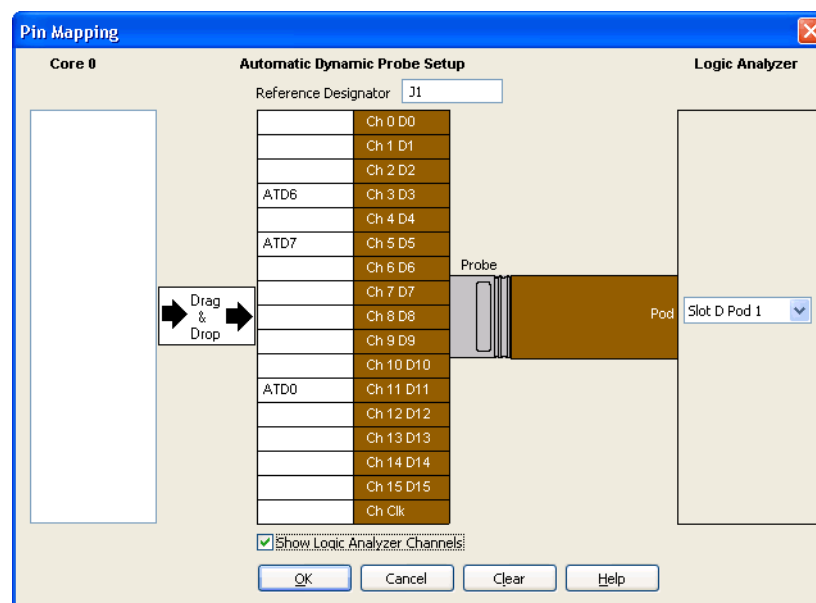 Pin Mapping
Core 0
Automatic Dynamic Probe Setup
Logic Analyzer
Reference Designator J1
Ch 0 D0
Ch 1 D1
Ch 2 D2
ATD6 Ch 3 D3
Ch 4 D4
ATD7 Ch 5 D5
Ch 6 D6
Ch 7 D7
Ch 8 D8
Ch 9 D9
Ch 10 D10
ATD0 Ch 11 D11
Ch 12 D12
Ch 13 D13
Ch 14 D14
Ch 15 D15
Ch Clk
Drag
&
Drop
Probe
Pod
Slot D Pod 1
Show Logic Analyzer Channels
OK Cancel Clear Help